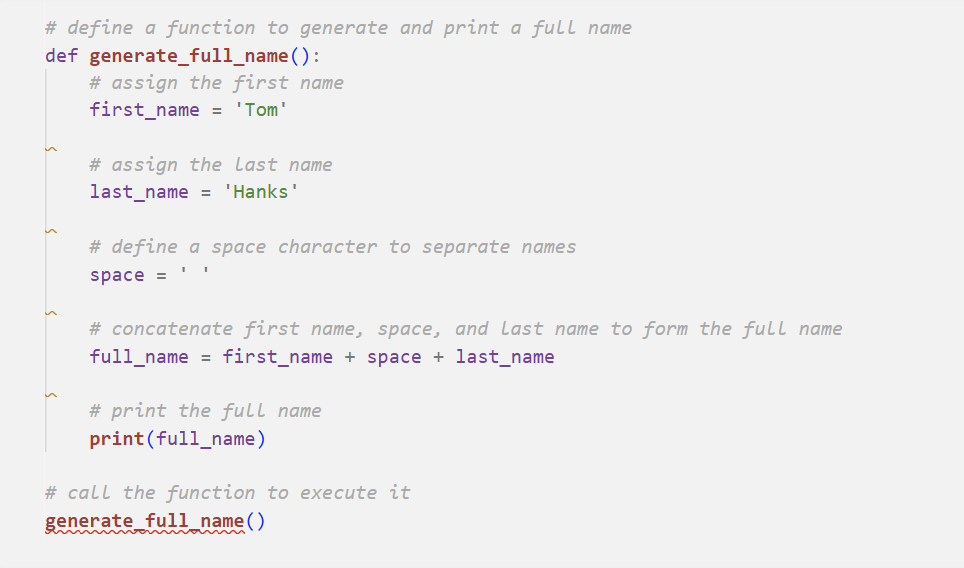 # define a function to generate and print a full name
def generate_full_name():
    # assign the first name
    first_name = 'Tom'

    # assign the last name
    last_name = 'Hanks'

    # define a space character to separate names
    space = ' '

    # concatenate first name, space, and last name to form the full name
    full_name = first_name + space + last_name

    # print the full name
    print(full_name)

# call the function to execute it
generate_full_name()